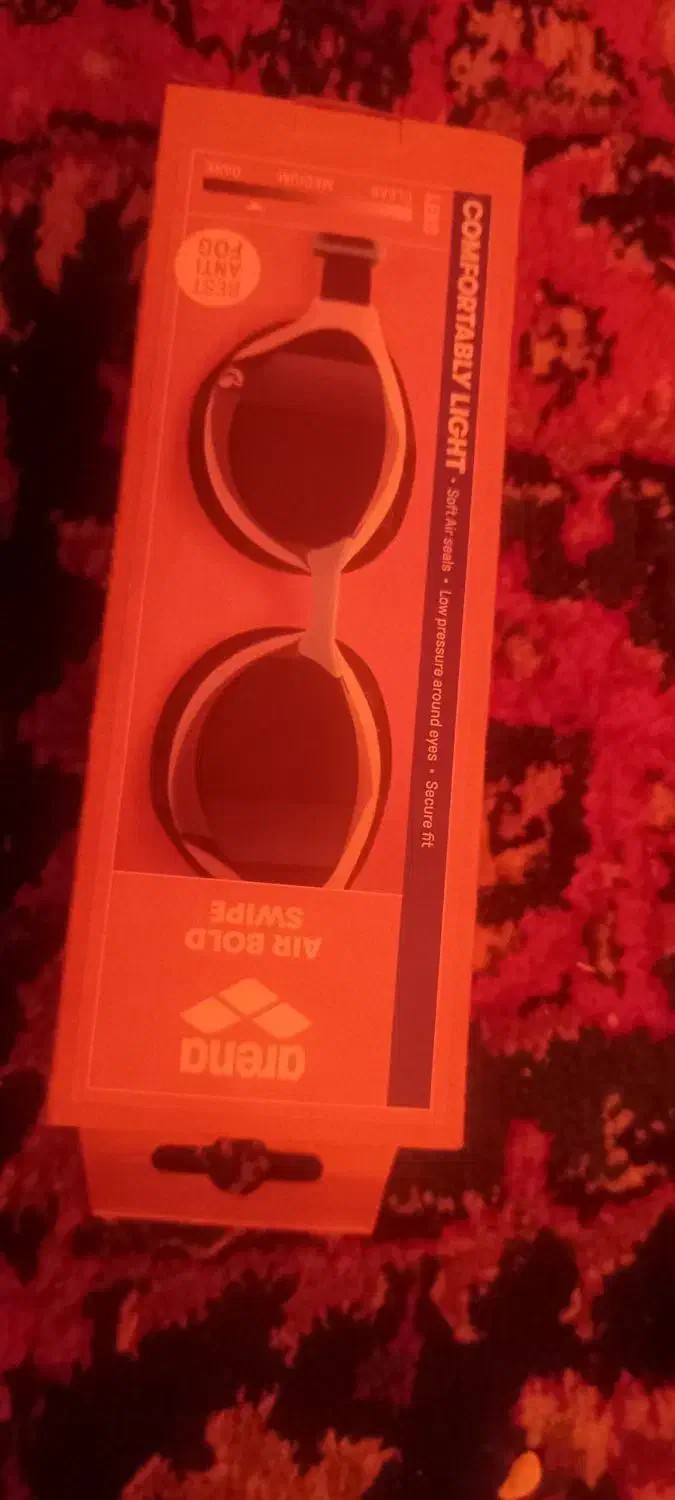 arena
AIR BOLD
SWIPE
BEST
ANTI
FOG
LENS
CLEAR MEDIUM DARK
COMFORTABLY LIGHT • Soft Air seals • Low pressure around eyes • Secure fit